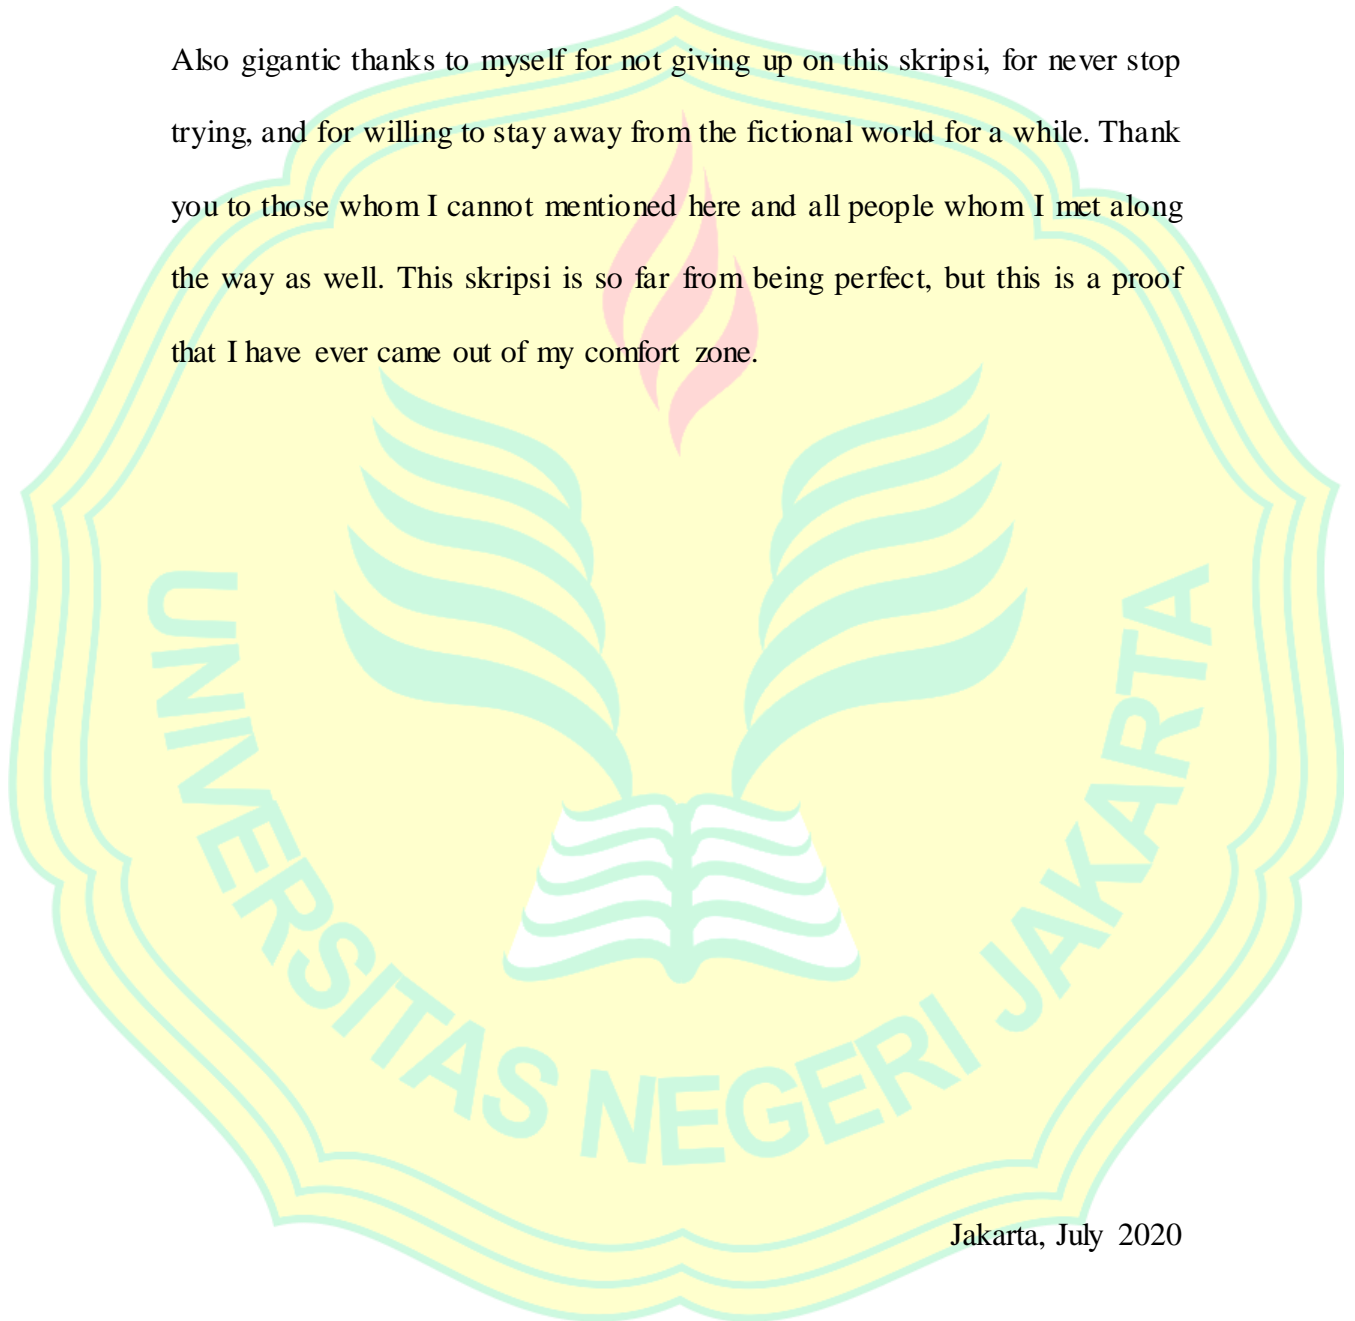 Also gigantic thanks to myself for not giving up on this skripsi, for never stop
trying, and for willing to stay away from the fictional world for a while. Thank
you to those whom I cannot mentioned here and all people whom I met along
the way as well. This skripsi is so far from being perfect, but this is a proof
that I have ever came out of my comfort zone.
UNIVERSITAS NEGERI JAKARTA
Jakarta, July 2020